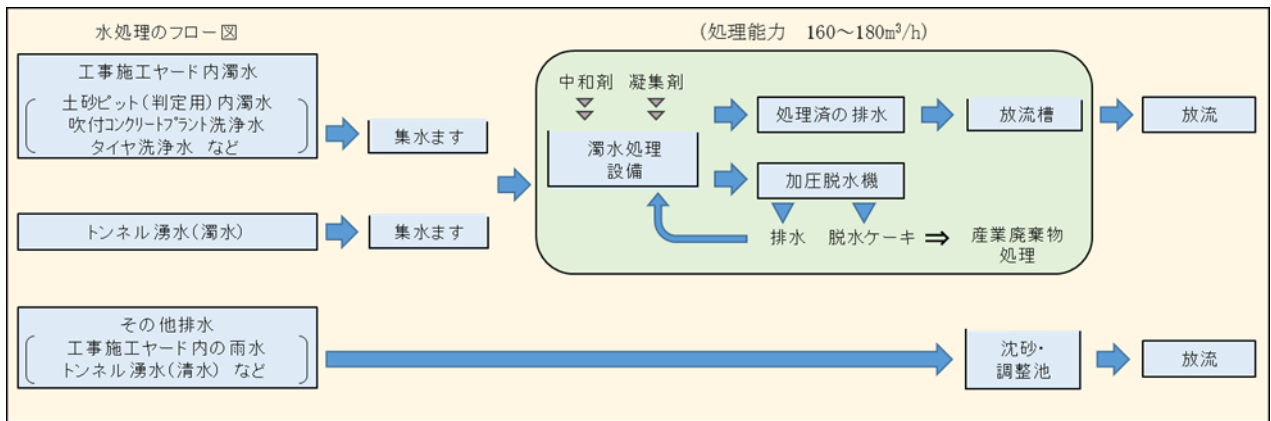 水処理のフロー図
(処理能力 160～180m³/h)
工事施工ヤード内濁水
土砂ピット(判定用)内濁水
吹付コンクリートプラント洗浄水
タイヤ洗浄水 など
集水ます
トンネル湧水(濁水)
集水ます
中和剤 凝集剤
濁水処理
設備
処理済の排水
放流槽
放流
加圧脱水機
排水 脱水ケーキ ⇒ 産業廃棄物
処理
その他排水
工事施工ヤード内の雨水
トンネル湧水(清水) など
沈砂・
調整池
放流